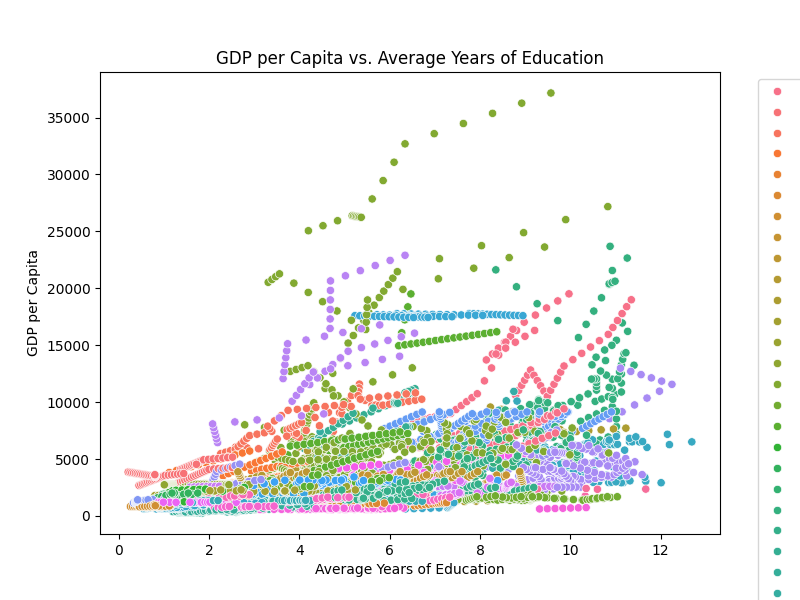 GDP per Capita vs. Average Years of Education
35000
30000
25000
20000
15000
10000
5000
0
GDP per Capita
0 2 4 6 8 10 12
Average Years of Education